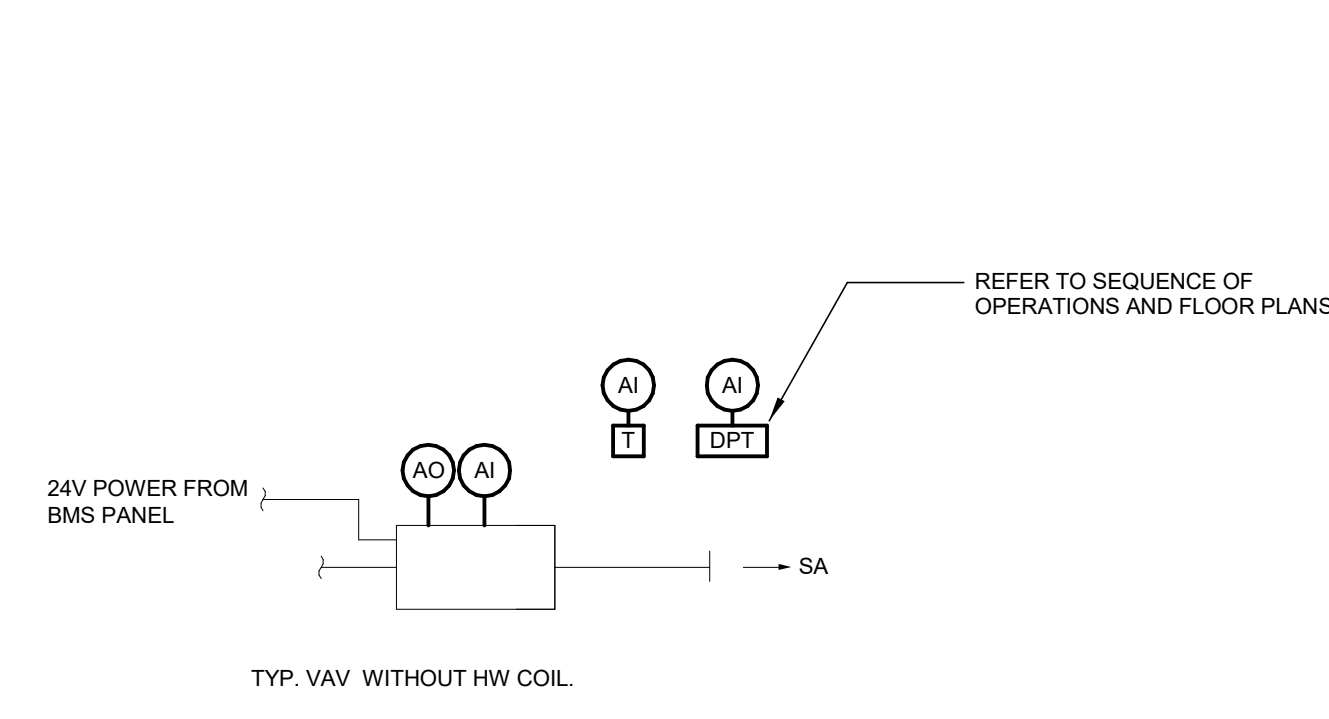 REFER TO SEQUENCE OF
OPERATIONS AND FLOOR PLANS
AI
AI
T
DPT
AO
AI
24V POWER FROM
BMS PANEL
SA
TYP. VAV WITHOUT HW COIL.